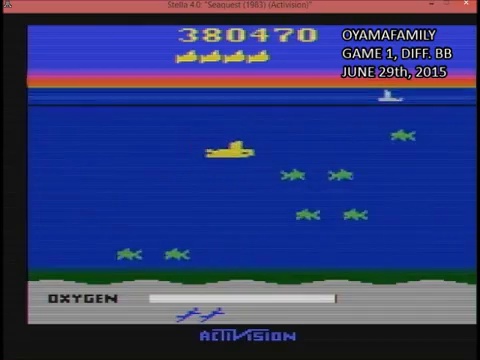 Stella 4.0: "Seaquest (1983) (Activision)"
380470
OYAMAFAMILY
GAME 1, DIFF. BB
JUNE 29th, 2015
OXYGEN
ACTIVISION